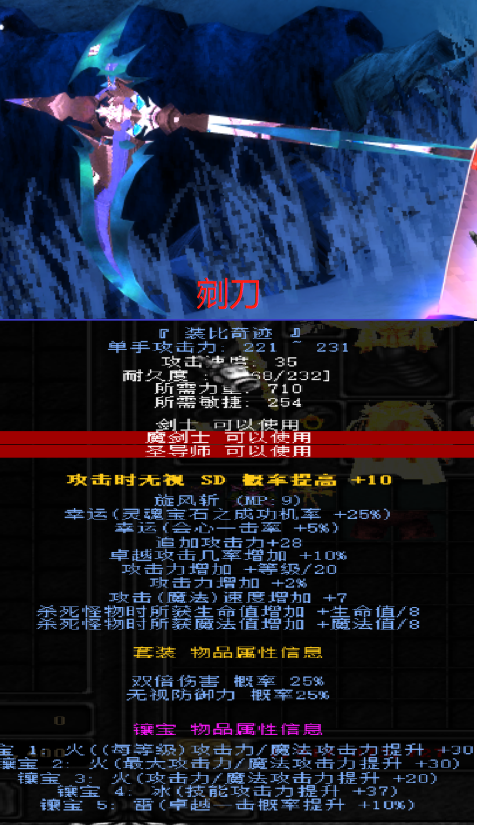 剜刀
『 装比奇迹 』
单手攻击力: 221 ~ 231
攻击速度: 35
耐久度 : 68/232]
所需力量: 710
所需敏捷: 254
剑士 可以使用
魔剑士 可以使用
圣导师 可以使用
攻击时无视 SD 概率提高 +10
旋风斩 (MP:9)
幸运(灵魂宝石之成功机率 +25%)
幸运(会心一击率 +5%)
追加攻击力+28
卓越攻击几率增加 +10%
攻击力增加 +等级/20
攻击力增加 +2%
攻击(魔法)速度增加 +7
杀死怪物时所获生命值增加 +生命值/8
杀死怪物时所获魔法值增加 +魔法值/8
套装 物品属性信息
双倍伤害 概率 25%
无视防御力 概率25%
0
镶宝 物品属性信息
宝 1: 火((每等级)攻击力/魔法攻击力提升 +30
镶宝 2: 火(最大攻击力/魔法攻击力提升 +30)
镶宝 3: 火(攻击力/魔法攻击力提升 +20)
镶宝 4: 冰(技能攻击力提升 +37)
镶宝 5: 雷(卓越一击概率提升 +10%)